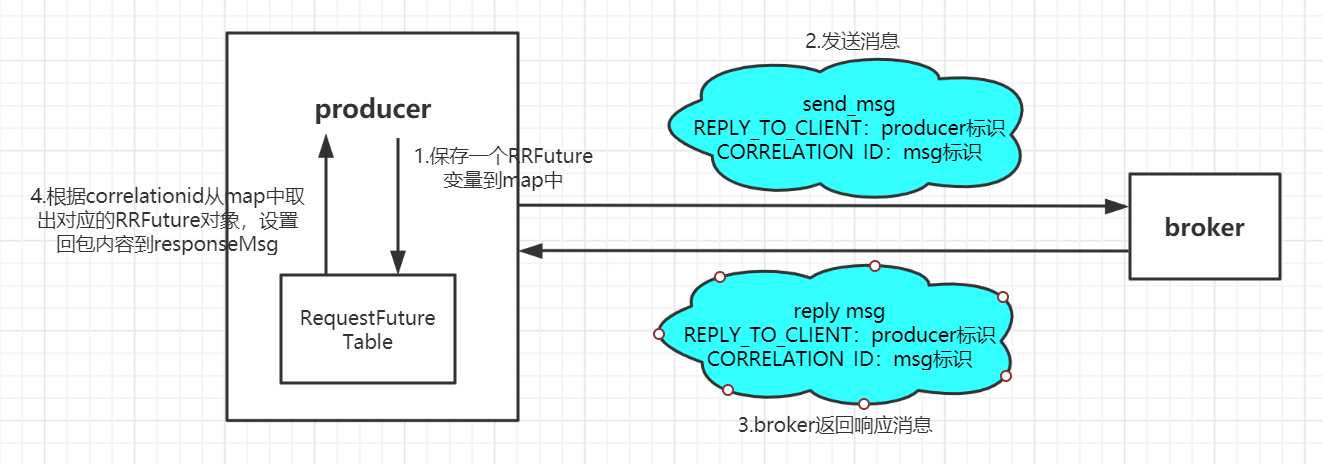 2.发送消息
send_msg
REPLY_TO_CLIENT：producer标识
CORRELATION_ID：msg标识
producer
1.保存一个RRFuture
变量到map中
4.根据correlationid从map中取
出对应的RRFuture对象，设置
回包内容到responseMsg
broker
RequestFuture
Table
reply msg
REPLY_TO_CLIENT：producer标识
CORRELATION_ID：msg标识
3.broker返回响应消息